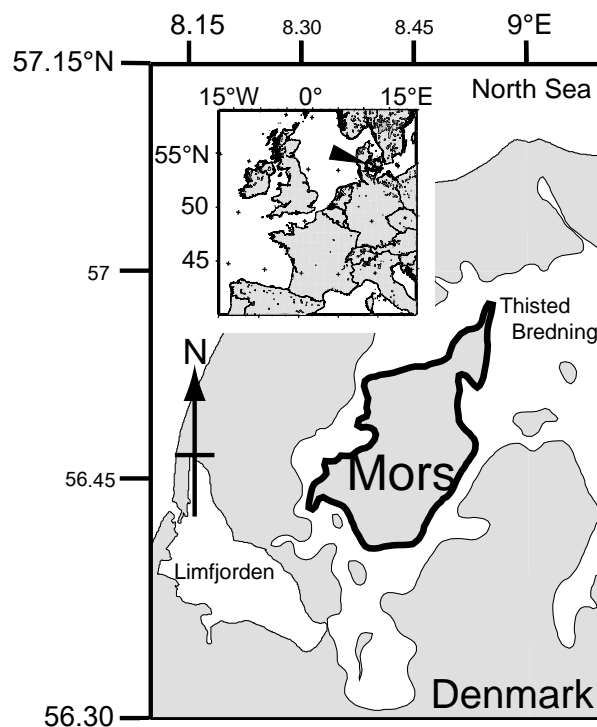 8.15 8.30 8.45 9°E
57.15°N
North Sea
15°W 0° 15°E
55°N
50
45
57
Thisted
Bredning
N
56.45
Mors
Limfjorden
Denmark
56.30